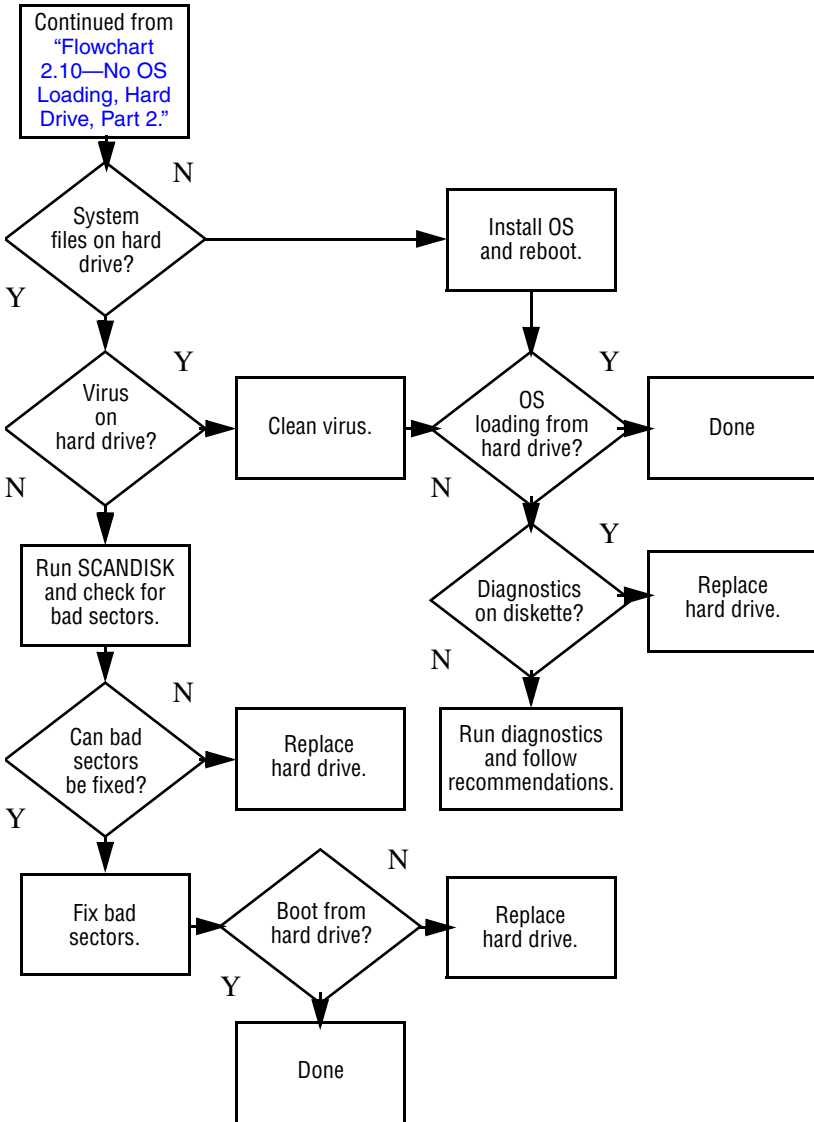 Continued from
“Flowchart
2.10—No OS
Loading, Hard
Drive, Part 2.”
N
System
files on hard
drive?
Install OS
and reboot.
Y
Y
Virus
on
hard drive?
Clean virus.
Y
OS
loading from
hard drive?
Done
N
N
Run SCANDISK
and check for
bad sectors.
Y
Diagnostics
on diskette?
Replace
hard drive.
N
N
Can bad
sectors
be fixed?
Replace
hard drive.
Run diagnostics
and follow
recommendations.
Y
N
Fix bad
sectors.
Boot from
hard drive?
Replace
hard drive.
Y
Done